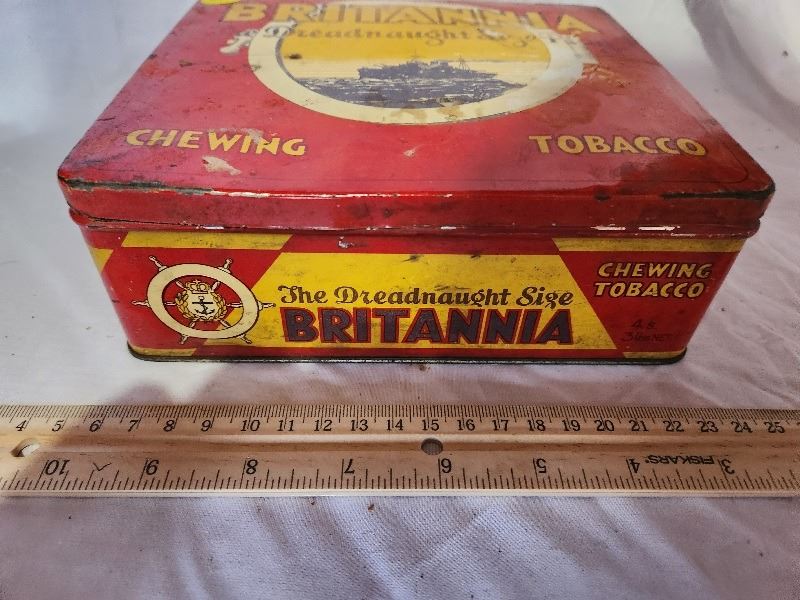 BRITANNIA
Dreadnaught Size
CHEWING TOBACCO
The Dreadnaught Size
BRITANNIA
CHEWING
TOBACCO
4 5 6 7 8 9 10 11 12 13 14 15 16 17 18 19 20 21 22 23 24 25
10 9 8 7 6 5 4 3
FISKARS